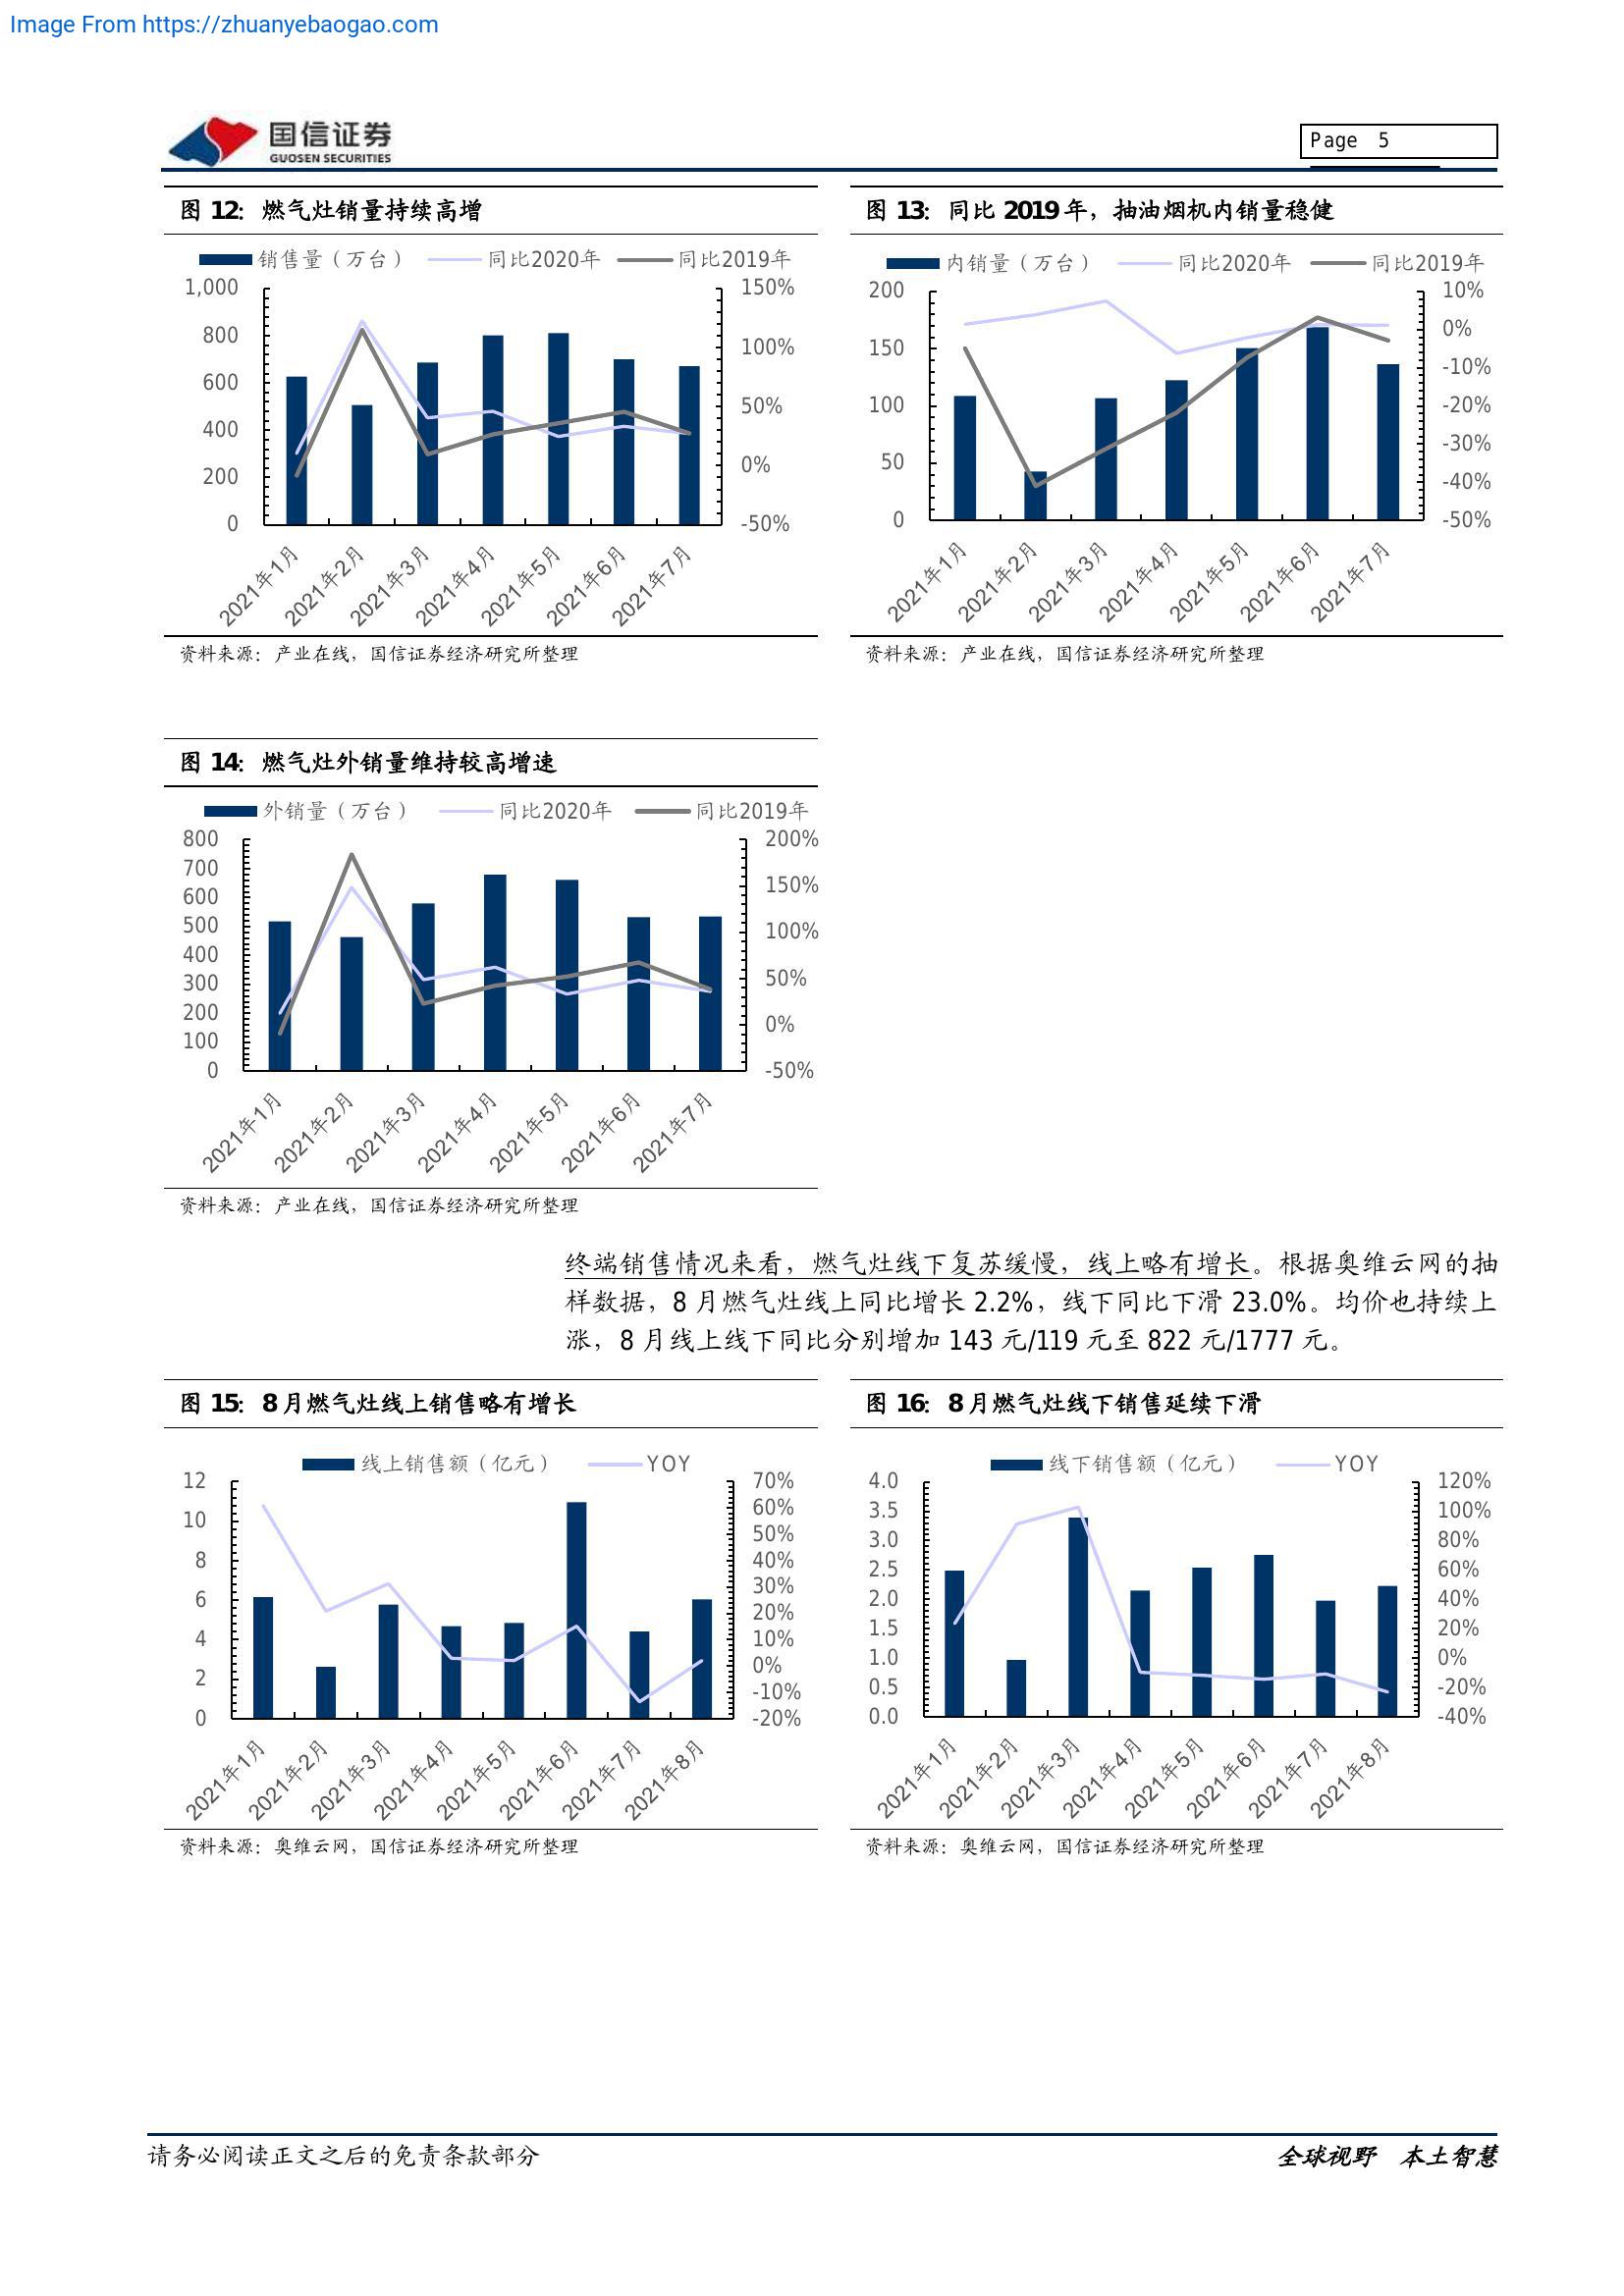 Image From https://zhuanyebaogao.com
国信证券
GUOSEN SECURITIES
Page 5
图 12：燃气灶销量持续高增
销售量（万台） 同比2020年 同比2019年
1,000
800
600
400
200
0
150%
100%
50%
0%
-50%
2021年1月
2021年2月
2021年3月
2021年4月
2021年5月
2021年6月
2021年7月
资料来源：产业在线，国信证券经济研究所整理
图 13：同比 2019 年，抽油烟机内销量稳健
内销量（万台） 同比2020年 同比2019年
200
150
100
50
0
10%
0%
-10%
-20%
-30%
-40%
-50%
2021年1月
2021年2月
2021年3月
2021年4月
2021年5月
2021年6月
2021年7月
资料来源：产业在线，国信证券经济研究所整理
图 14：燃气灶外销量维持较高增速
外销量（万台） 同比2020年 同比2019年
800
700
600
500
400
300
200
100
0
200%
150%
100%
50%
0%
-50%
2021年1月
2021年2月
2021年3月
2021年4月
2021年5月
2021年6月
2021年7月
资料来源：产业在线，国信证券经济研究所整理
终端销售情况来看，燃气灶线下复苏缓慢，线上略有增长。根据奥维云网的抽
样数据，8 月燃气灶线上同比增长 2.2%，线下同比下滑 23.0%。均价也持续上
涨，8 月线上线下同比分别增加 143 元/119 元至 822 元/1777 元。
图 15：8 月燃气灶线上销售略有增长
线上销售额（亿元） YOY
12
10
8
6
4
2
0
70%
60%
50%
40%
30%
20%
10%
0%
-10%
-20%
2021年1月
2021年2月
2021年3月
2021年4月
2021年5月
2021年6月
2021年7月
2021年8月
资料来源：奥维云网，国信证券经济研究所整理
图 16：8 月燃气灶线下销售延续下滑
线下销售额（亿元） YOY
4.0
3.5
3.0
2.5
2.0
1.5
1.0
0.5
0.0
120%
100%
80%
60%
40%
20%
0%
-20%
-40%
2021年1月
2021年2月
2021年3月
2021年4月
2021年5月
2021年6月
2021年7月
2021年8月
资料来源：奥维云网，国信证券经济研究所整理
请务必阅读正文之后的免责条款部分
全球视野 本土智慧